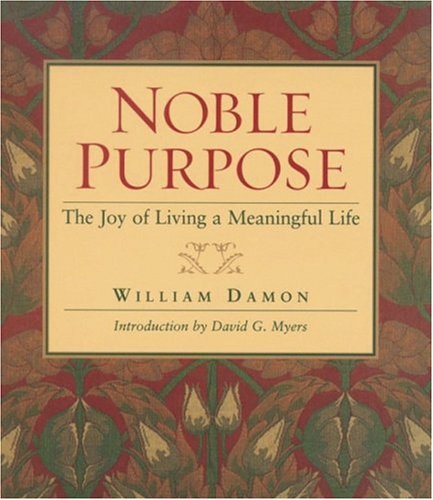 NOBLE
PURPOSE
The Joy of Living a Meaningful Life
WILLIAM DAMON
Introduction by David G. Myers